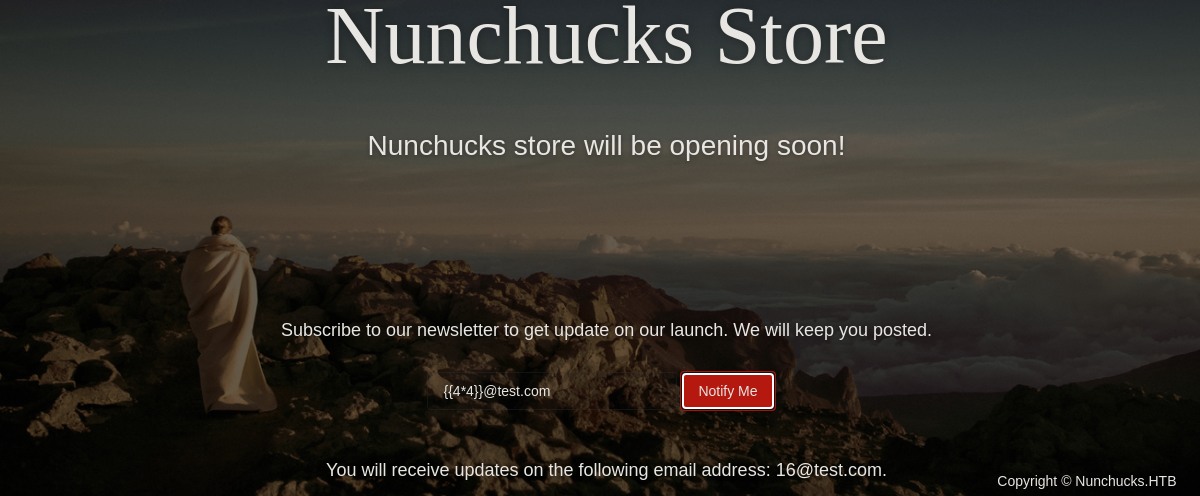 Nunchucks Store
Nunchucks store will be opening soon!
Subscribe to our newsletter to get update on our launch. We will keep you posted.
{{4*4}}@test.com
Notify Me
You will receive updates on the following email address: 16@test.com.
Copyright © Nunchucks.HTB